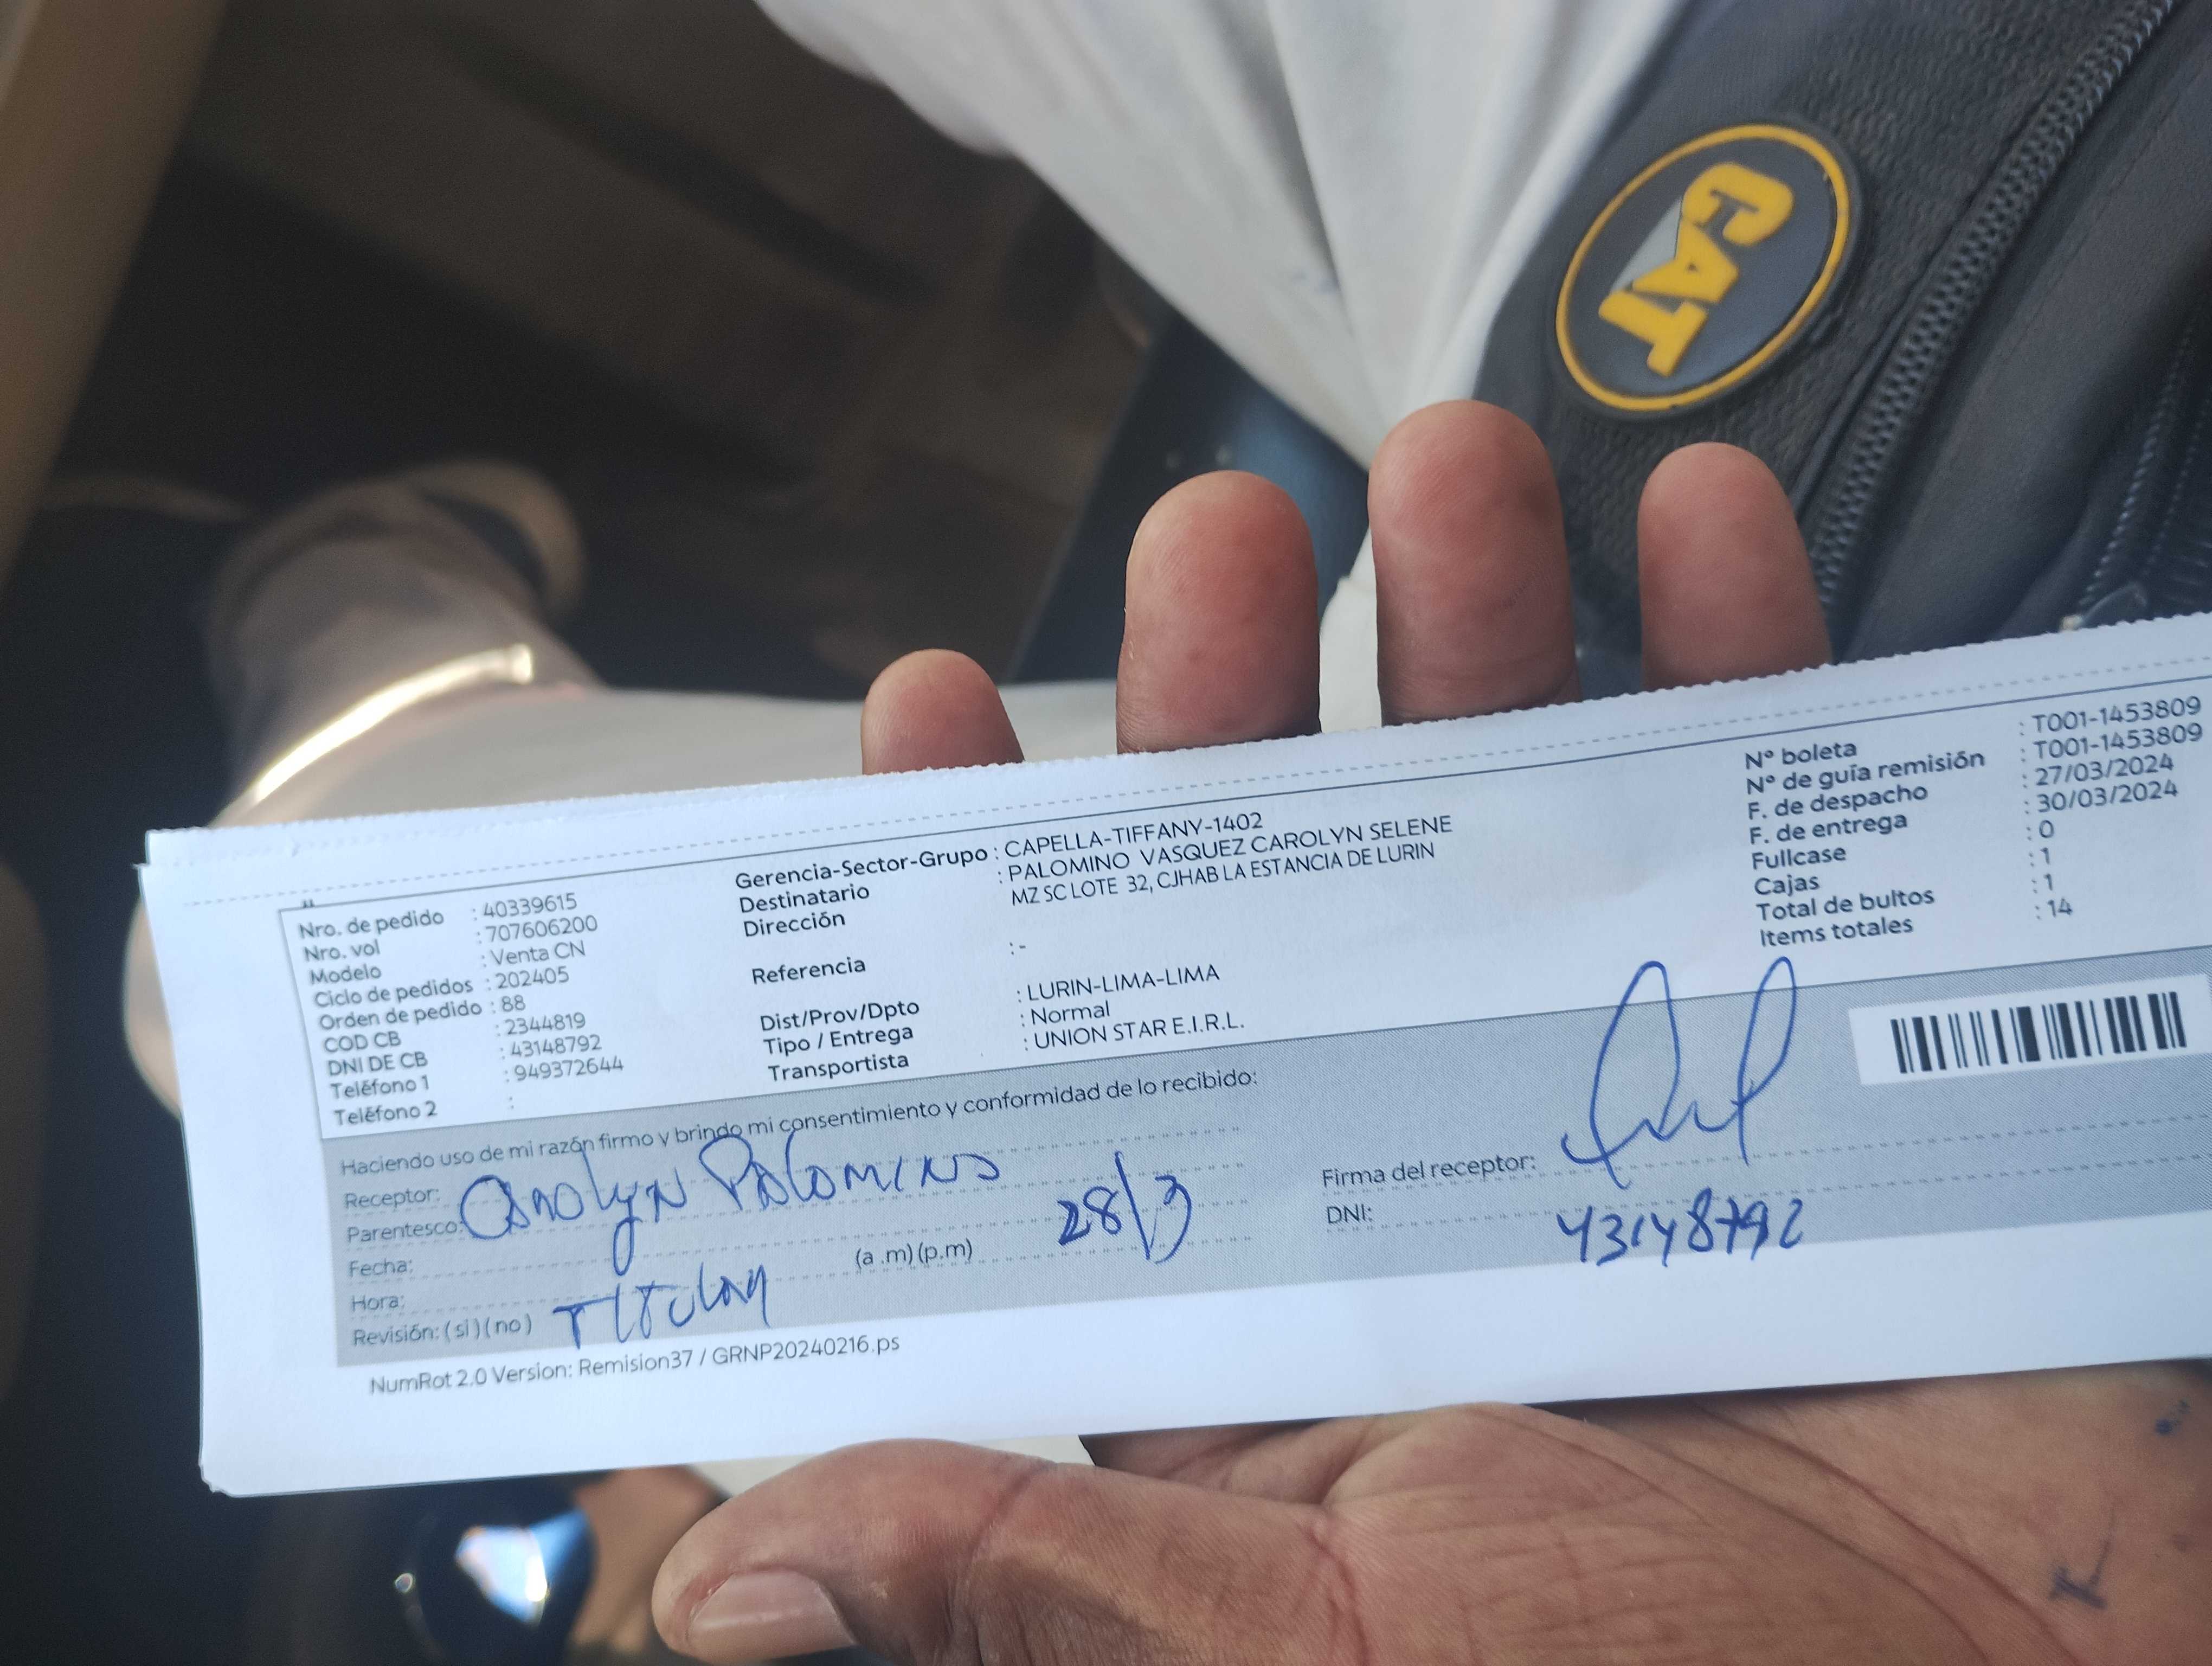 CAT
Nro. de pedido : 40339615
Nro. vol : 707606200
Modelo : Venta CN
Ciclo de pedidos : 202405
Orden de pedido : 88
COD CB : 2344819
DNI DE CB : 43148792
Teléfono 1 : 949372644
Teléfono 2 :
Gerencia-Sector-Grupo : CAPELLA-TIFFANY-1402
Destinatario : PALOMINO VASQUEZ CAROLYN SELENE
Dirección MZ SC LOTE 32, CJHAB LA ESTANCIA DE LURIN
Referencia : -
Dist/Prov/Dpto : LURIN-LIMA-LIMA
Tipo / Entrega : Normal
Transportista : UNION STAR E.I.R.L.
N° boleta : T001-1453809
N° de guía remisión : T001-1453809
F. de despacho : 27/03/2024
F. de entrega : 30/03/2024
Fullcase : 0
Cajas : 1
Total de bultos : 1
Items totales : 14
Haciendo uso de mi razón firmo y brindo mi consentimiento y conformidad de lo recibido:
Receptor: Carolyn Palomino
Parentesco:
Fecha: 28/3
Hora: (a .m) (p.m)
Revisión: ( si ) ( no ) Titular
Firma del receptor:
DNI: 43148792
NumRot 2.0 Version: Remision37 / GRNP20240216.ps